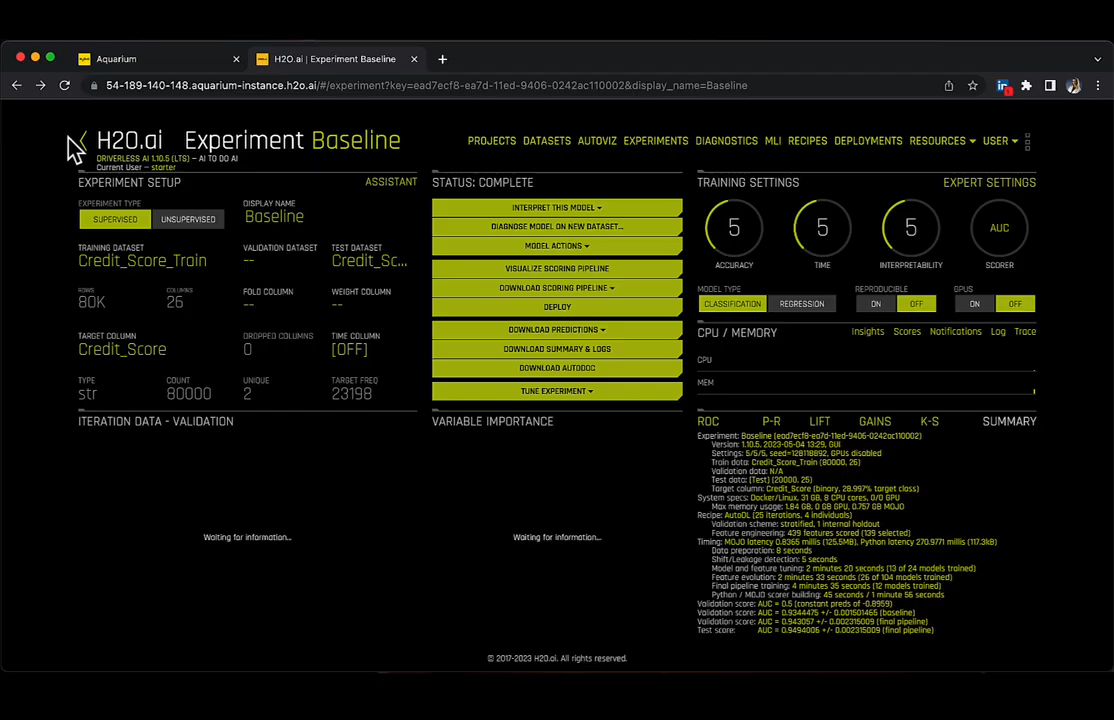 Aquarium
H2O.ai | Experiment Baseline
54-189-140-148.aquarium-instance.h2o.ai/#/experiment?key=ead7ecf8-ea7d-11ed-9406-0242ac110002&display_name=Baseline
H2O.ai Experiment Baseline
DRIVERLESS AI 1.10.5 (LTS) — AI TO DO AI
Current User — starter
PROJECTS DATASETS AUTOVIZ EXPERIMENTS DIAGNOSTICS MLI RECIPES DEPLOYMENTS RESOURCES USER
EXPERIMENT SETUP
ASSISTANT
EXPERIMENT TYPE
SUPERVISED UNSUPERVISED
DISPLAY NAME
Baseline
TRAINING DATASET
Credit_Score_Train
VALIDATION DATASET
--
TEST DATASET
Credit_Sc...
ROWS
80K
COLUMNS
26
FOLD COLUMN
--
WEIGHT COLUMN
--
TARGET COLUMN
Credit_Score
DROPPED COLUMNS
0
TIME COLUMN
[OFF]
TYPE
str
COUNT
80000
UNIQUE
2
TARGET FREQ
23198
STATUS: COMPLETE
INTERPRET THIS MODEL
DIAGNOSE MODEL ON NEW DATASET...
MODEL ACTIONS
VISUALIZE SCORING PIPELINE
DOWNLOAD SCORING PIPELINE
DEPLOY
DOWNLOAD PREDICTIONS
DOWNLOAD SUMMARY & LOGS
DOWNLOAD AUTODOC
TUNE EXPERIMENT
TRAINING SETTINGS
EXPERT SETTINGS
5 5 5 AUC
ACCURACY TIME INTERPRETABILITY SCORER
MODEL TYPE
CLASSIFICATION REGRESSION
REPRODUCIBLE
ON OFF
GPUS
ON OFF
CPU / MEMORY
Insights Scores Notifications Log Trace
CPU
MEM
ITERATION DATA - VALIDATION
Waiting for information...
VARIABLE IMPORTANCE
Waiting for information...
ROC P-R LIFT GAINS K-S SUMMARY
Experiment: Baseline (ead7ecf8-ea7d-11ed-9406-0242ac110002)
Version: 1.10.5, 2023-05-04 13:29, GUI
Settings: 5/5/5, seed=128118892, GPUs disabled
Train data: Credit_Score_Train (80000, 26)
Validation data: N/A
Test data: [Test] (20000, 25)
Target column: Credit_Score (binary, 28.997% target class)
System specs: Docker/Linux, 31 GB, 8 CPU cores, 0/0 GPU
Max memory usage: 1.84 GB, 0 GB GPU, 0.757 GB MOJO
Recipe: AutoDL (25 iterations, 4 individuals)
Validation scheme: stratified, 1 internal holdout
Feature engineering: 439 features scored (139 selected)
Timing: MOJO latency 0.8365 millis (125.5MB), Python latency 270.9771 millis (117.3kB)
Data preparation: 8 seconds
Shift/Leakage detection: 5 seconds
Model and feature tuning: 2 minutes 20 seconds (13 of 24 models trained)
Feature evolution: 2 minutes 33 seconds (26 of 104 models trained)
Final pipeline training: 4 minutes 35 seconds (12 models trained)
Python / MOJO scorer building: 45 seconds / 1 minute 56 seconds
Validation score: AUC = 0.5 (constant preds of -0.8959)
Validation score: AUC = 0.9344475 +/- 0.001501465 (baseline)
Validation score: AUC = 0.943057 +/- 0.002315009 (final pipeline)
Test score: AUC = 0.9494006 +/- 0.002315009 (final pipeline)
© 2017-2023 H2O.ai. All rights reserved.